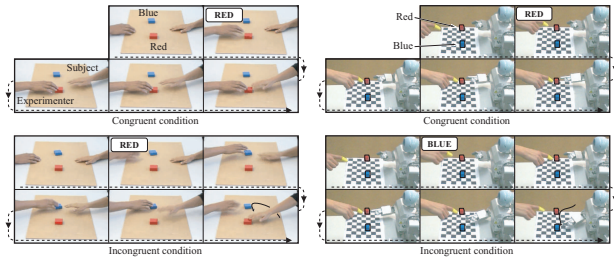 Blue
RED
Red
Subject
Experimenter
Congruent condition
RED
Incongruent condition
Red
RED
Blue
Congruent condition
BLUE
Incongruent condition